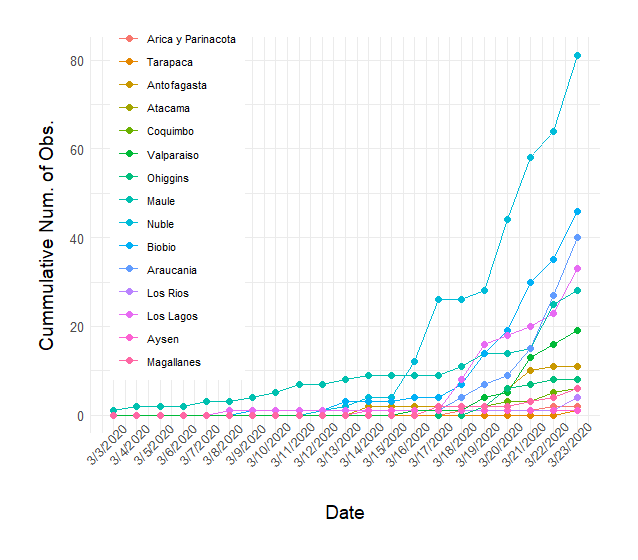 Arica y Parinacota
Tarapaca
Antofagasta
Atacama
Coquimbo
Valparaiso
Ohiggins
Maule
Nuble
Biobio
Araucania
Los Rios
Los Lagos
Aysen
Magallanes
Cummulative Num. of Obs.
80
60
40
20
0
3/3/2020
3/4/2020
3/5/2020
3/6/2020
3/7/2020
3/8/2020
3/9/2020
3/10/2020
3/11/2020
3/12/2020
3/13/2020
3/14/2020
3/15/2020
3/16/2020
3/17/2020
3/18/2020
3/19/2020
3/20/2020
3/21/2020
3/22/2020
3/23/2020
Date